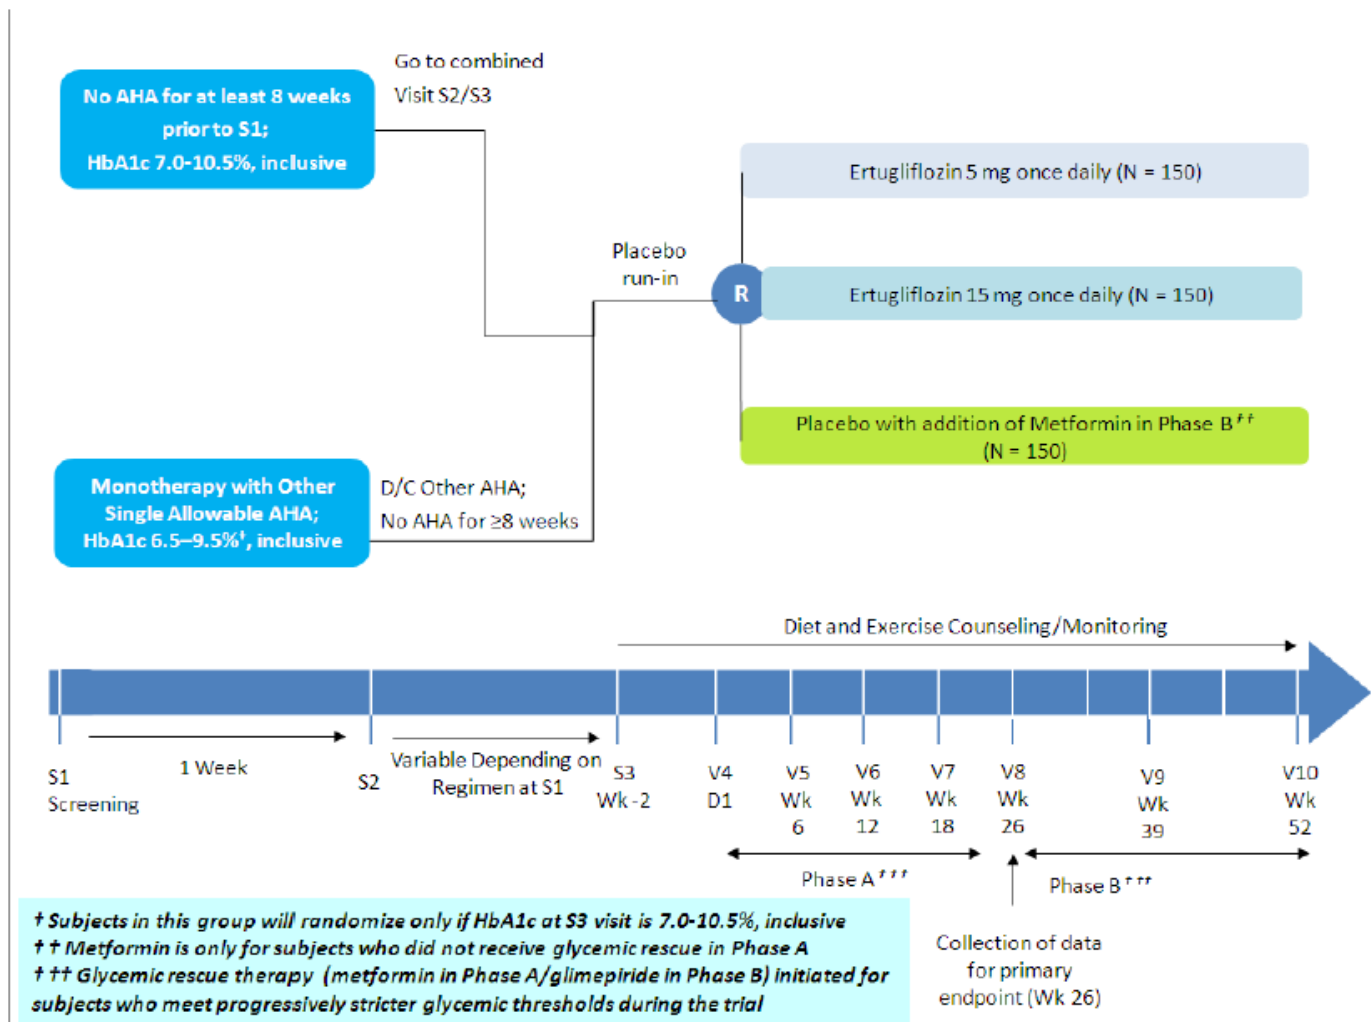 Go to combined
Visit S2/S3
No AHA for at least 8 weeks
prior to S1;
HbA1c 7.0-10.5%, inclusive
Ertugliflozin 5 mg once daily (N = 150)
Placebo
run-in
R
Ertugliflozin 15 mg once daily (N = 150)
Placebo with addition of Metformin in Phase B††
(N = 150)
Monotherapy with Other
Single Allowable AHA;
HbA1c 6.5–9.5%†, inclusive
D/C Other AHA;
No AHA for ≥8 weeks
Diet and Exercise Counseling/Monitoring
S1
Screening
1 Week
S2
Variable Depending on
Regimen at S1
S3
Wk -2
V4
D1
V5
Wk
6
V6
Wk
12
V7
Wk
18
V8
Wk
26
V9
Wk
39
V10
Wk
52
Phase A†††
Phase B†††
Collection of data
for primary
endpoint (Wk 26)
† Subjects in this group will randomize only if HbA1c at S3 visit is 7.0-10.5%, inclusive
†† Metformin is only for subjects who did not receive glycemic rescue in Phase A
† †† Glycemic rescue therapy (metformin in Phase A/glimepiride in Phase B) initiated for
subjects who meet progressively stricter glycemic thresholds during the trial